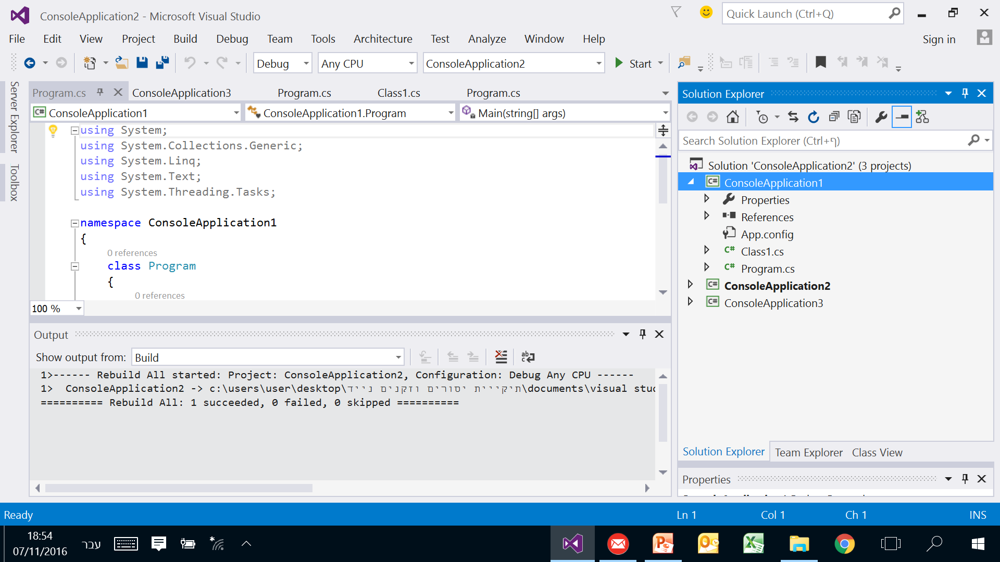 ConsoleApplication2 - Microsoft Visual Studio
Quick Launch (Ctrl+Q)
File Edit View Project Build Debug Team Tools Architecture Test Analyze Window Help
Sign in
Debug Any CPU ConsoleApplication2 Start
Server Explorer
Toolbox
Program.cs ConsoleApplication3 Program.cs Class1.cs Program.cs
ConsoleApplication1 ConsoleApplication1.Program Main(string[] args)
using System;
using System.Collections.Generic;
using System.Linq;
using System.Text;
using System.Threading.Tasks;
namespace ConsoleApplication1
{
0 references
class Program
{
0 references
100 %
Output
Show output from: Build
1>------ Rebuild All started: Project: ConsoleApplication2, Configuration: Debug Any CPU ------
1>  ConsoleApplication2 -> c:\users\user\desktop\תיקיית יסורים וזקנים נייד\documents\visual
========== Rebuild All: 1 succeeded, 0 failed, 0 skipped ==========
Solution Explorer
Search Solution Explorer (Ctrl+ף)
Solution 'ConsoleApplication2' (3 projects)
ConsoleApplication1
Properties
References
App.config
Class1.cs
Program.cs
ConsoleApplication2
ConsoleApplication3
Solution Explorer Team Explorer Class View
Properties
Ready Ln 1 Col 1 Ch 1 INS
18:54
07/11/2016
עבר